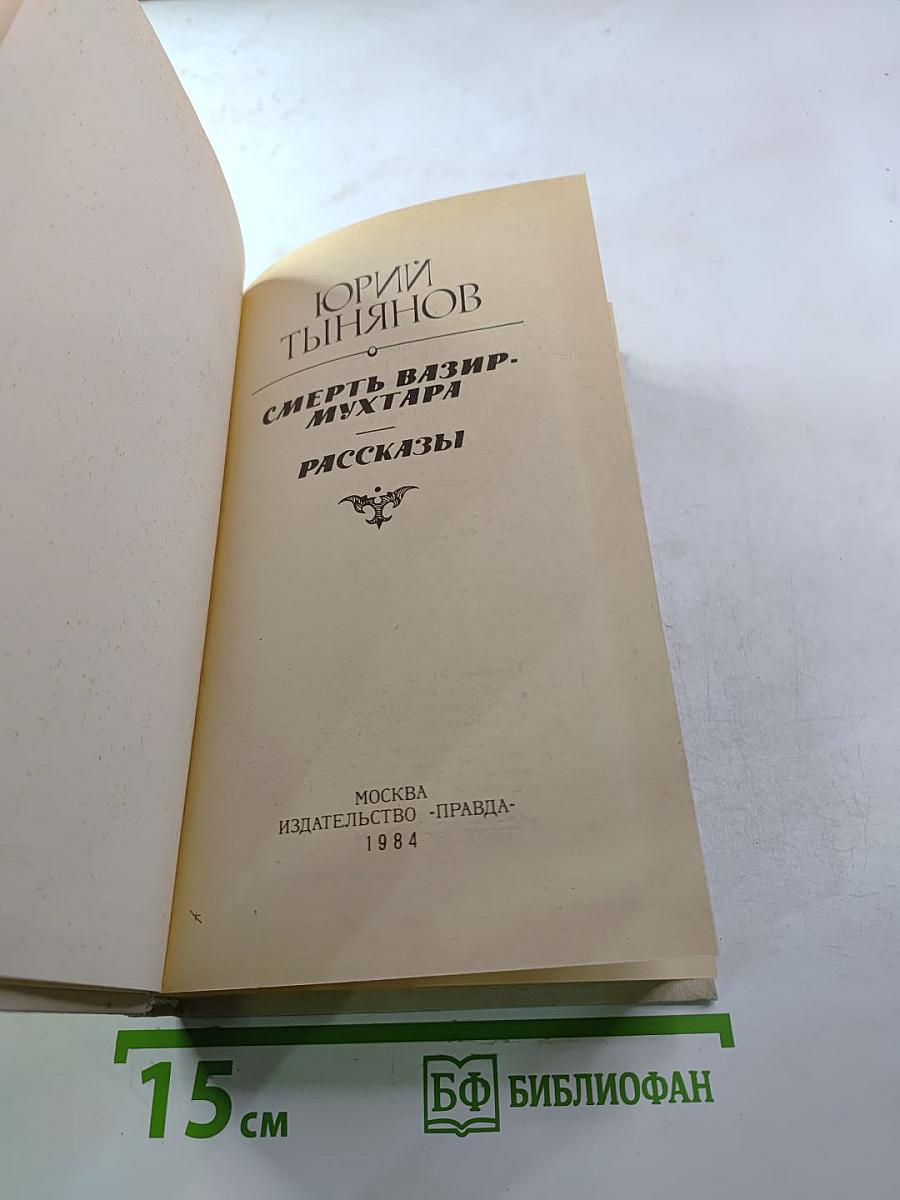 ЮРИЙ
ТЫНЯНОВ
СМЕРТЬ ВАЗИР-
МУХТАРА
РАССКАЗЫ
МОСКВА
ИЗДАТЕЛЬСТВО «ПРАВДА»
1984
15 см
БФ БИБЛИОФАН